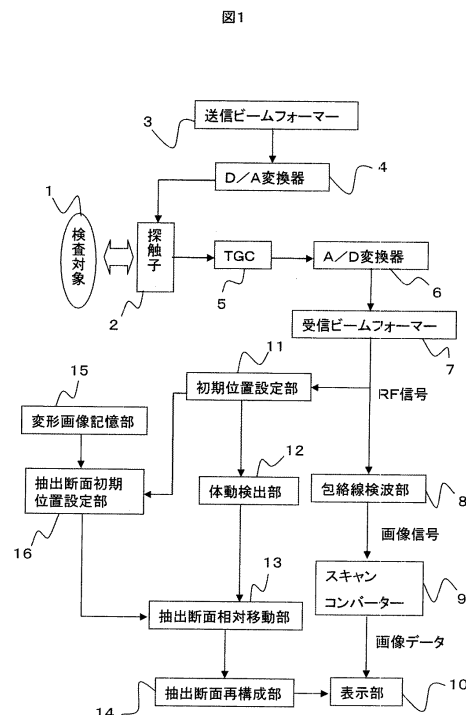 図1
送信ビームフォーマー
3
D/A変換器
4
1
検査対象
探触子
2
TGC
5
A/D変換器
6
受信ビームフォーマー
7
11
初期位置設定部
RF信号
15
変形画像記憶部
12
体動検出部
抽出断面初期
位置設定部
16
包絡線検波部
8
画像信号
スキャン
コンバーター
9
13
抽出断面相対移動部
画像データ
抽出断面再構成部
14
表示部
10